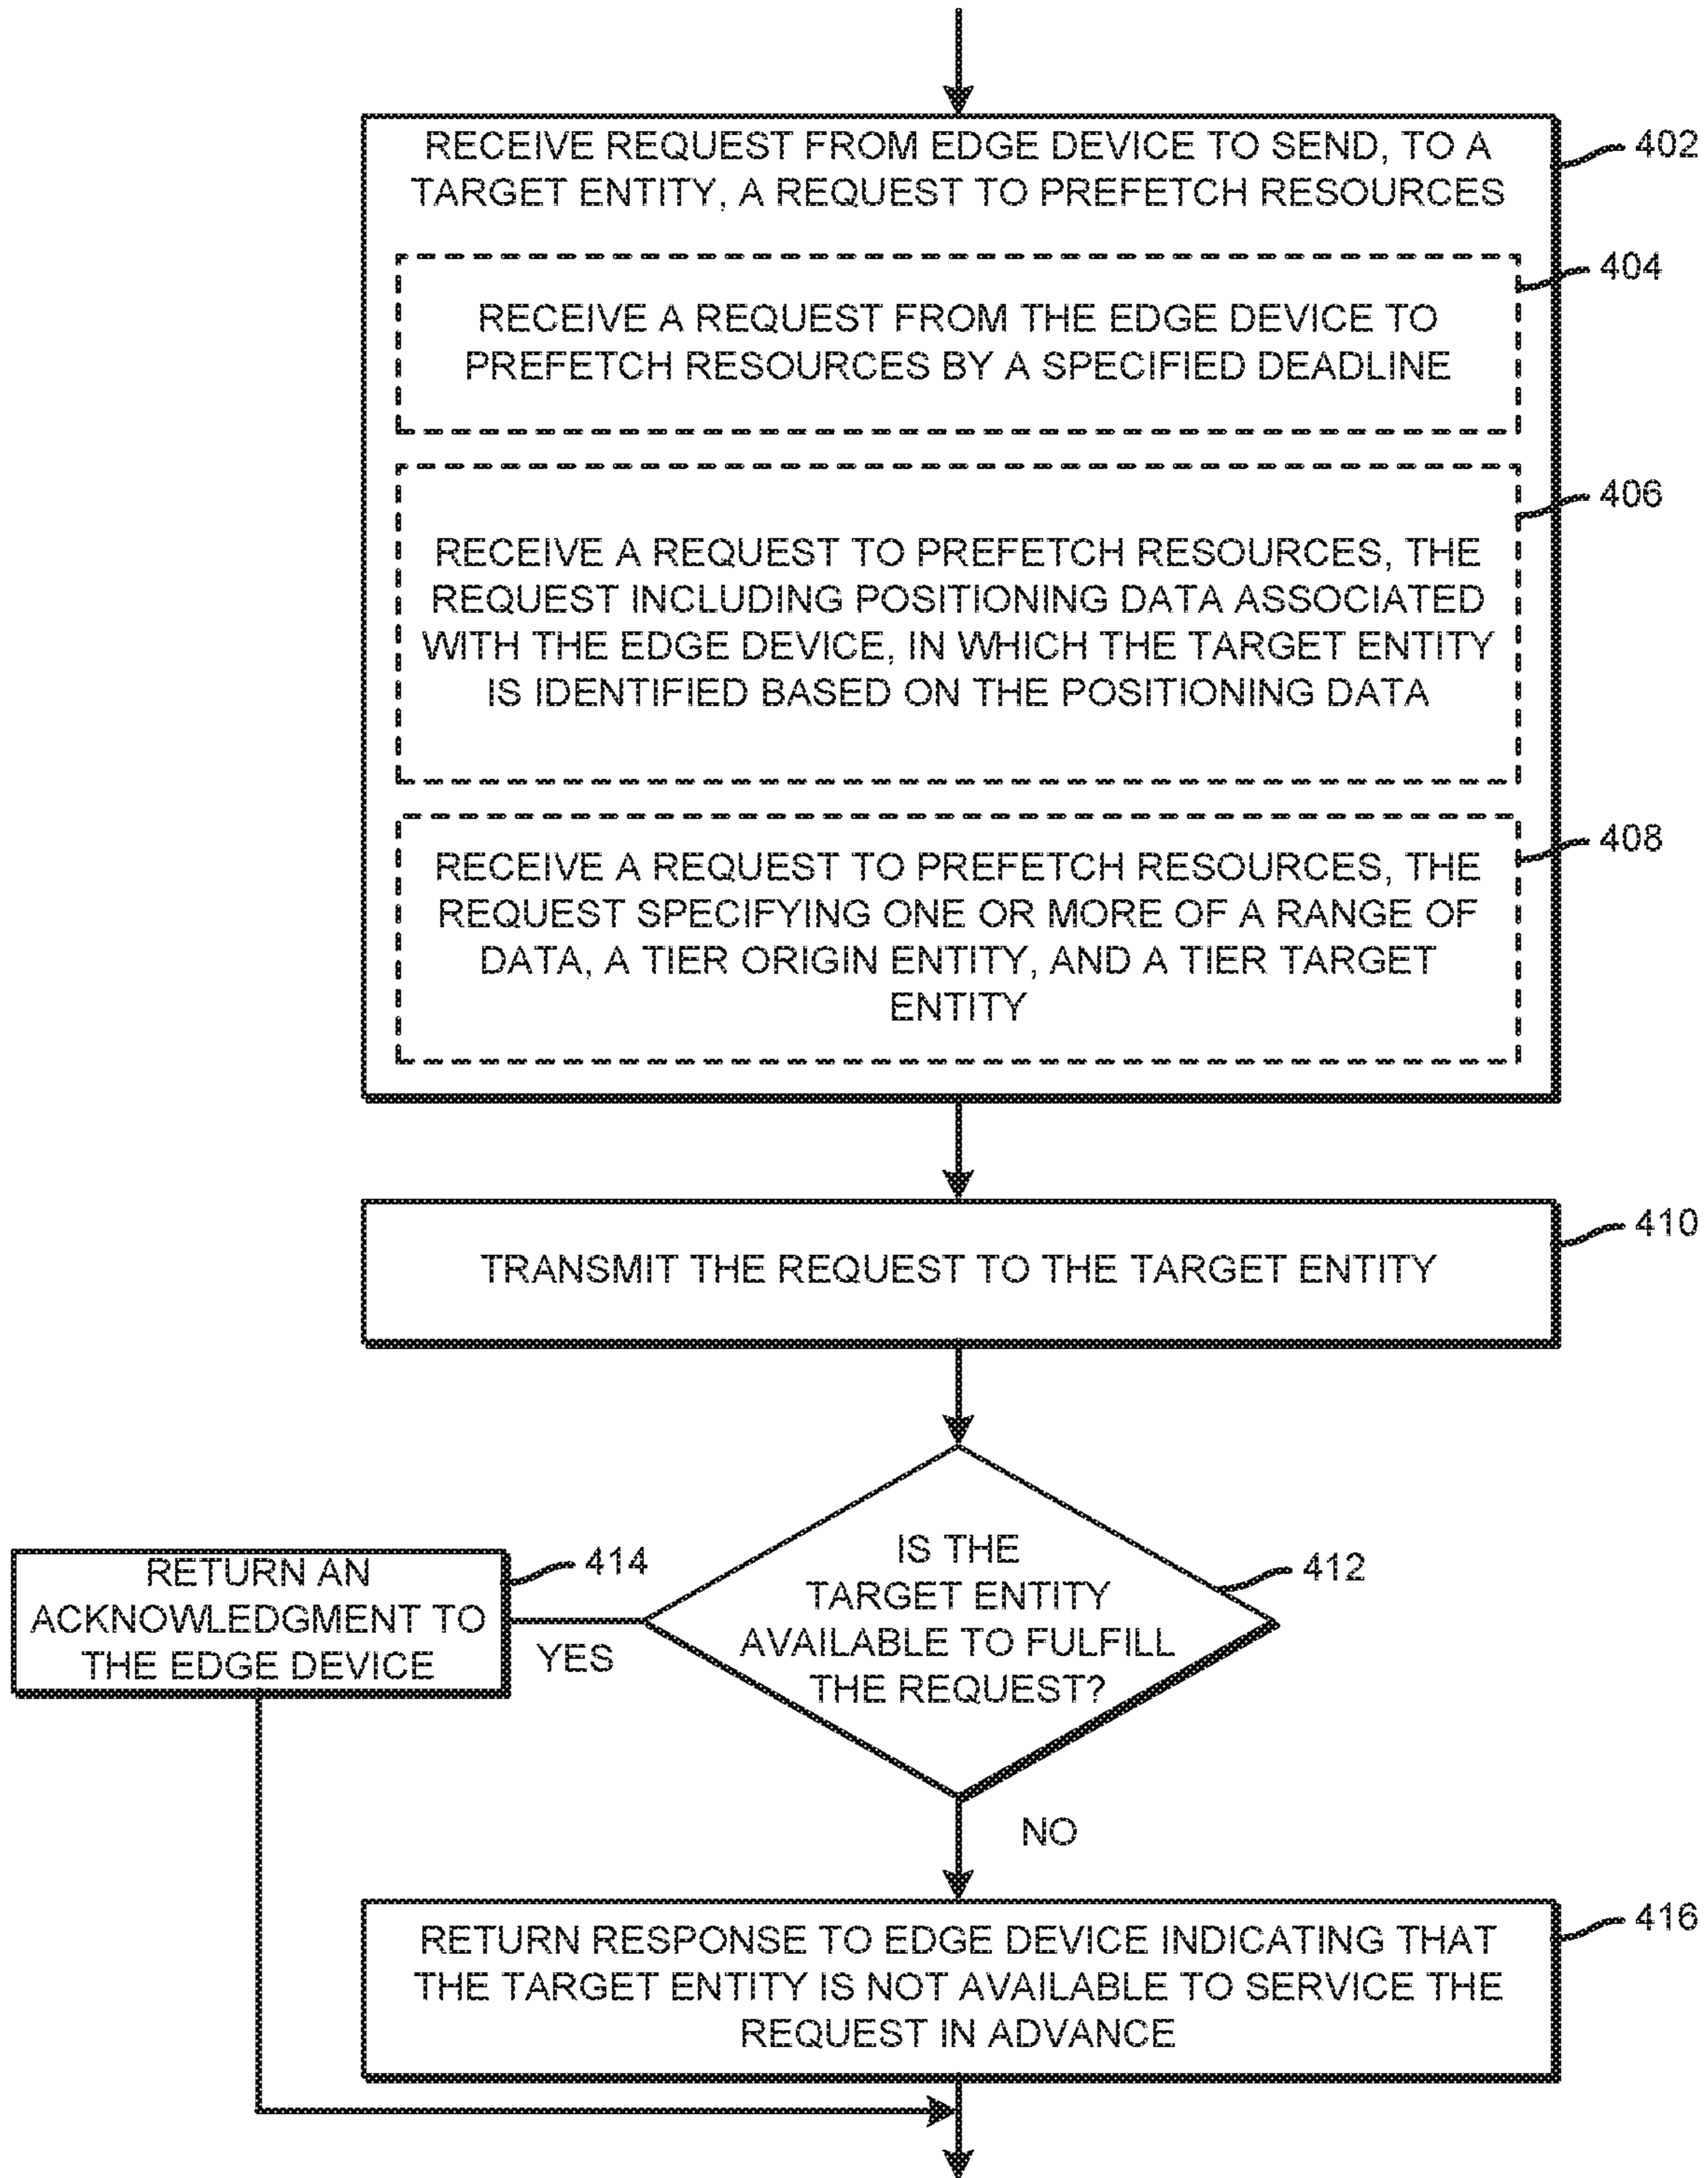 RECEIVE REQUEST FROM EDGE DEVICE TO SEND, TO A
TARGET ENTITY, A REQUEST TO PREFETCH RESOURCES
402
RECEIVE A REQUEST FROM THE EDGE DEVICE TO
PREFETCH RESOURCES BY A SPECIFIED DEADLINE
404
RECEIVE A REQUEST TO PREFETCH RESOURCES, THE
REQUEST INCLUDING POSITIONING DATA ASSOCIATED
WITH THE EDGE DEVICE, IN WHICH THE TARGET ENTITY
IS IDENTIFIED BASED ON THE POSITIONING DATA
406
RECEIVE A REQUEST TO PREFETCH RESOURCES, THE
REQUEST SPECIFYING ONE OR MORE OF A RANGE OF
DATA, A TIER ORIGIN ENTITY, AND A TIER TARGET
ENTITY
408
TRANSMIT THE REQUEST TO THE TARGET ENTITY
410
IS THE
TARGET ENTITY
AVAILABLE TO FULFILL
THE REQUEST?
412
YES
RETURN AN
ACKNOWLEDGMENT TO
THE EDGE DEVICE
414
NO
RETURN RESPONSE TO EDGE DEVICE INDICATING THAT
THE TARGET ENTITY IS NOT AVAILABLE TO SERVICE THE
REQUEST IN ADVANCE
416